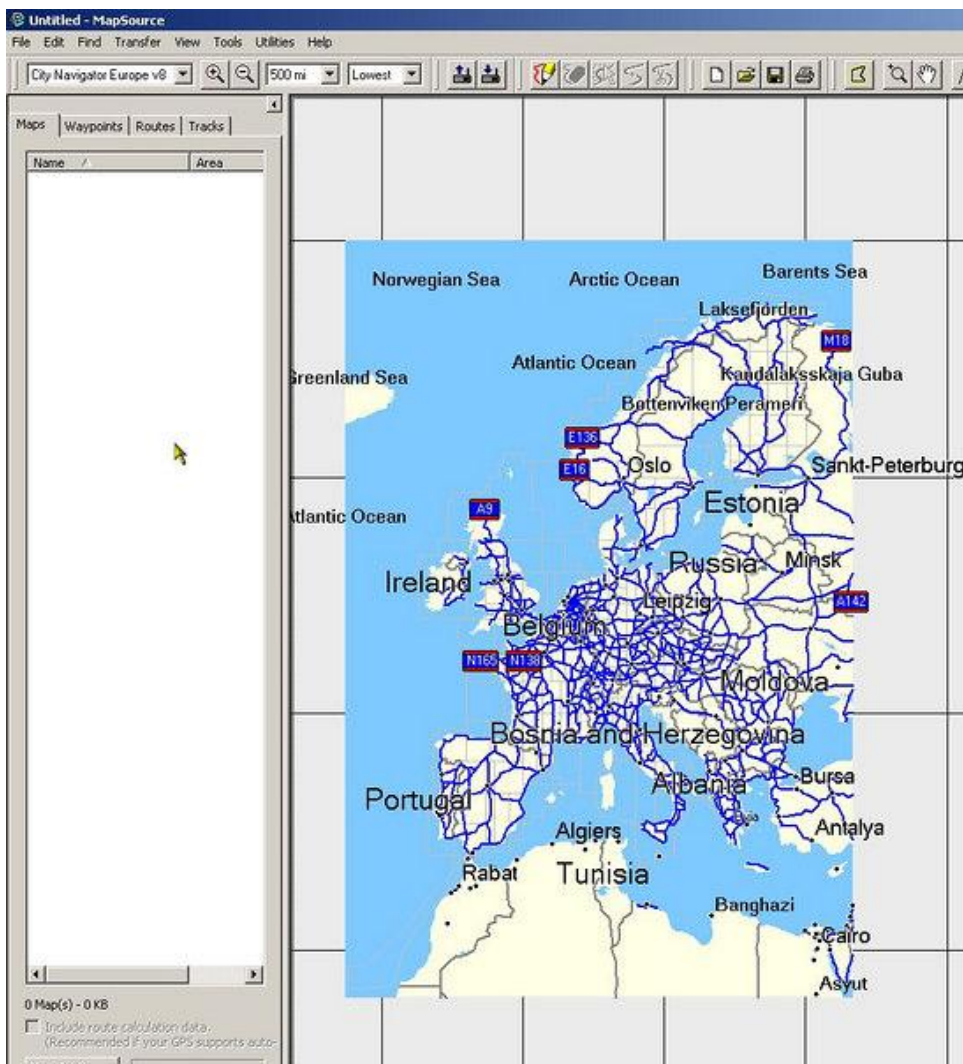 Untitled - MapSource
File Edit Find Transfer View Tools Utilities Help
City Navigator Europe v8 500 mi Lowest
Maps Waypoints Routes Tracks
Name Area
Norwegian Sea Arctic Ocean Barents Sea
Laksefjörden
M18
Atlantic Ocean
Greenland Sea Kandalaksskaja Guba
Bottenviken Perameri
E136
E16 Oslo Sankt-Peterburg
Estonia
A9
Atlantic Ocean
Russia Minsk
Ireland
Leipzig A142
Belgium
N165 N138
Moldova
Bosnia and Herzegovina
Albania Bursa
Portugal
Algiers Antalya
Rabat Tunisia
Banghazi
Cairo
Asyut
0 Map(s) - 0 KB
Include route calculation data.
(Recommended if your GPS supports auto-